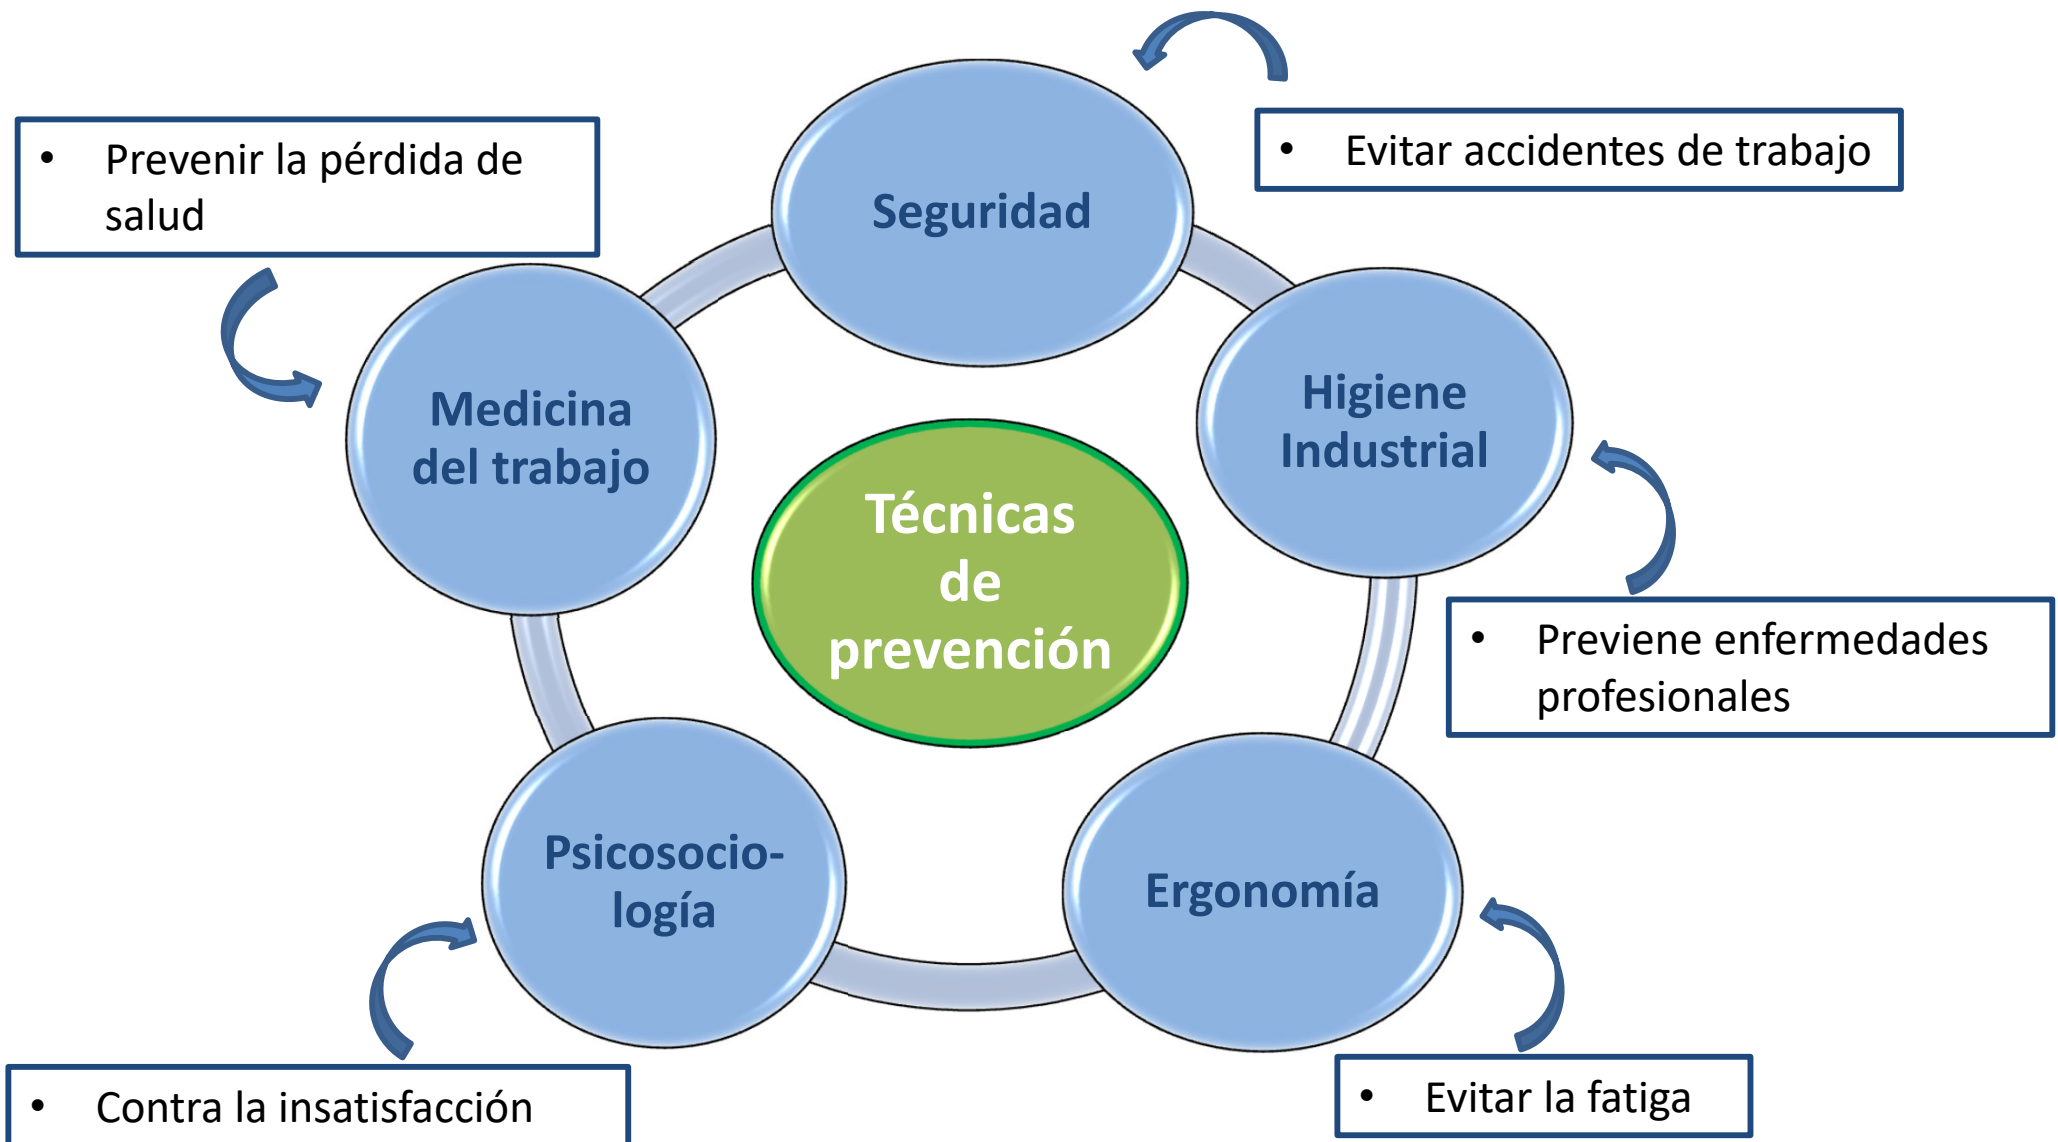 • Evitar accidentes de trabajo
• Prevenir la pérdida de
salud
Seguridad
Higiene
Industrial
Medicina
del trabajo
Técnicas
de
prevención
• Previene enfermedades
profesionales
Psicosocio-
logía
Ergonomía
• Evitar la fatiga
• Contra la insatisfacción